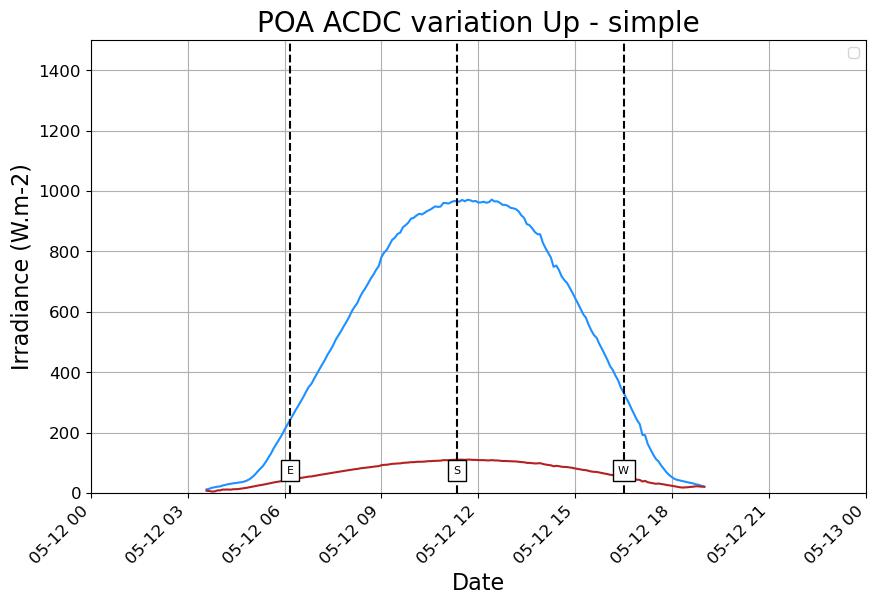 POA ACDC variation Up - simple
1400
1200
1000
800
600
400
200
0
Irradiance (W.m-2)
E
S
W
05-12 00
05-12 03
05-12 06
05-12 09
05-12 12
05-12 15
05-12 18
05-12 21
05-13 00
Date